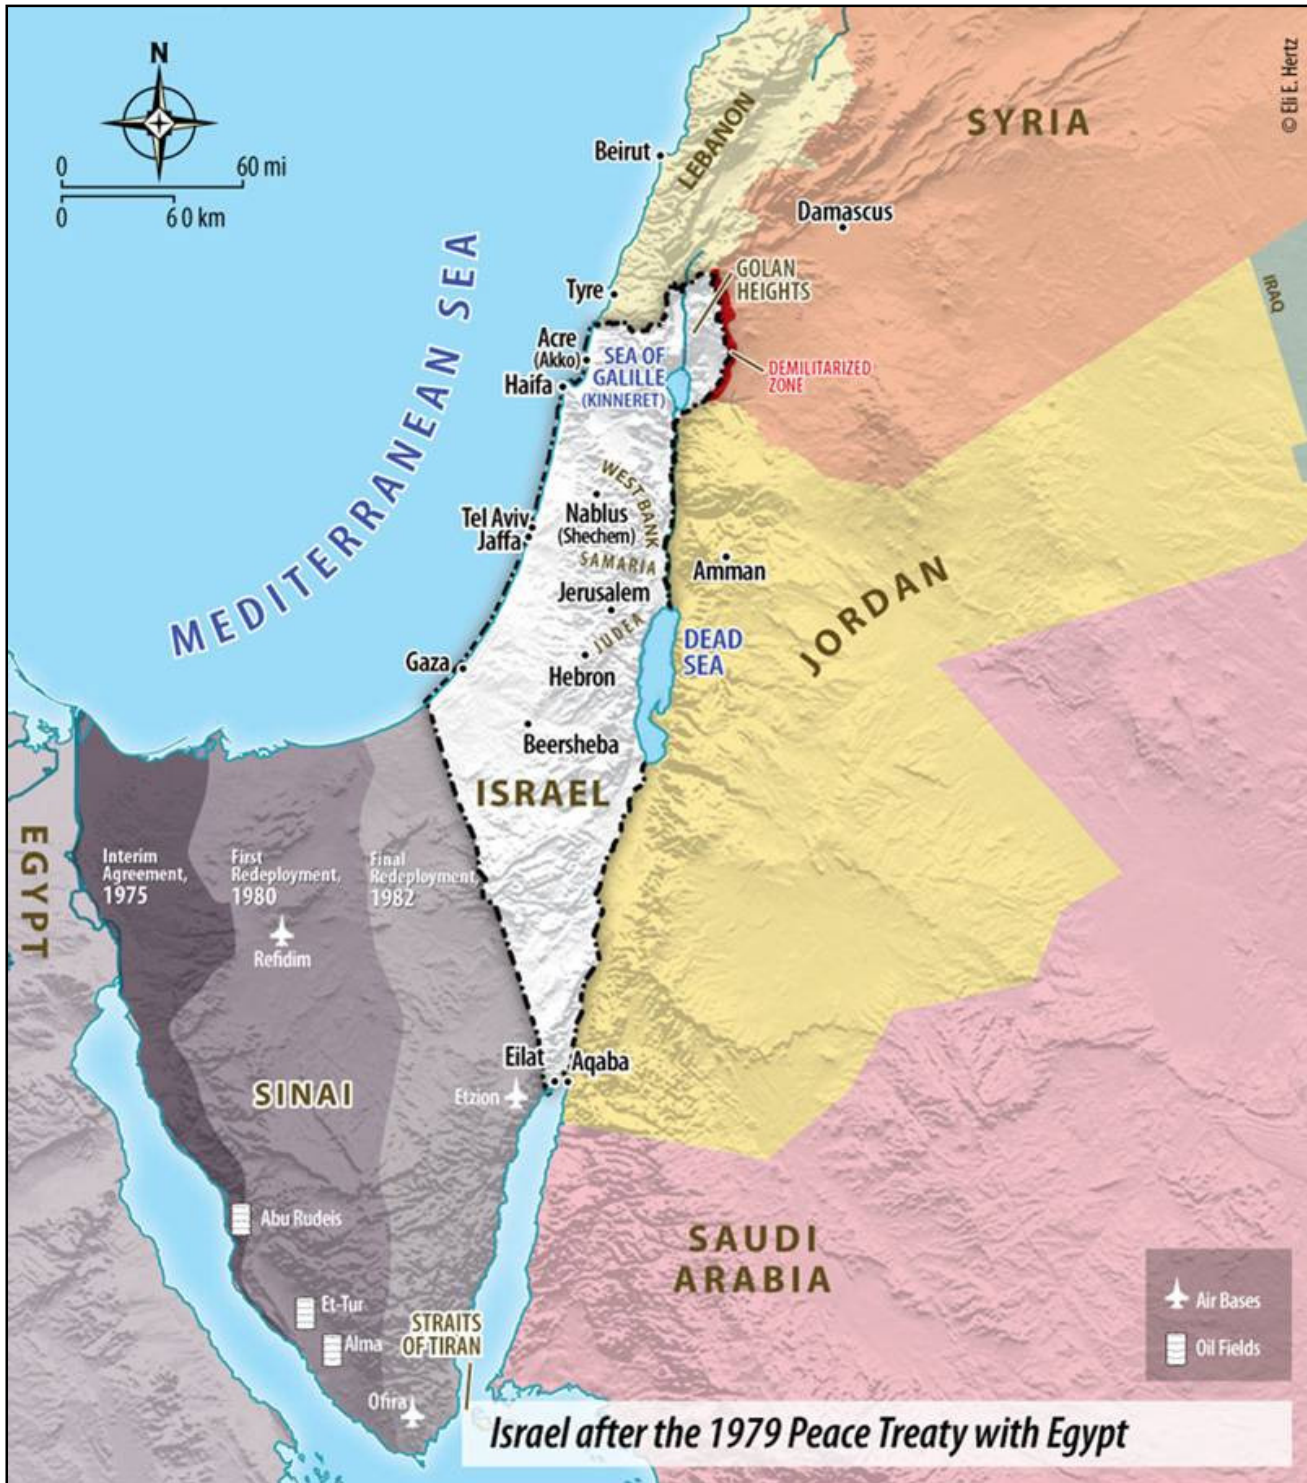 N
0
60 mi
0
60 km
© Eli E. Hertz
SYRIA
LEBANON
Beirut
Damascus
GOLAN
HEIGHTS
IRAQ
Tyre
MEDITERRANEAN SEA
Acre
(Akko)
SEA OF
GALILLE
(KINNERET)
DEMILITARIZED
ZONE
Haifa
WEST BANK
Tel Aviv
Jaffa
Nablus
(Shechem)
SAMARIA
Amman
JORDAN
Jerusalem
JUDEA
DEAD
SEA
Gaza
Hebron
Beersheba
ISRAEL
EGYPT
Interim
Agreement,
1975
First
Redeployment,
1980
Final
Redeployment,
1982
Refidim
Eilat
Aqaba
SINAI
Etzion
Abu Rudeis
SAUDI
ARABIA
Et-Tur
Alma
STRAITS
OF TIRAN
Ofira
Air Bases
Oil Fields
Israel after the 1979 Peace Treaty with Egypt